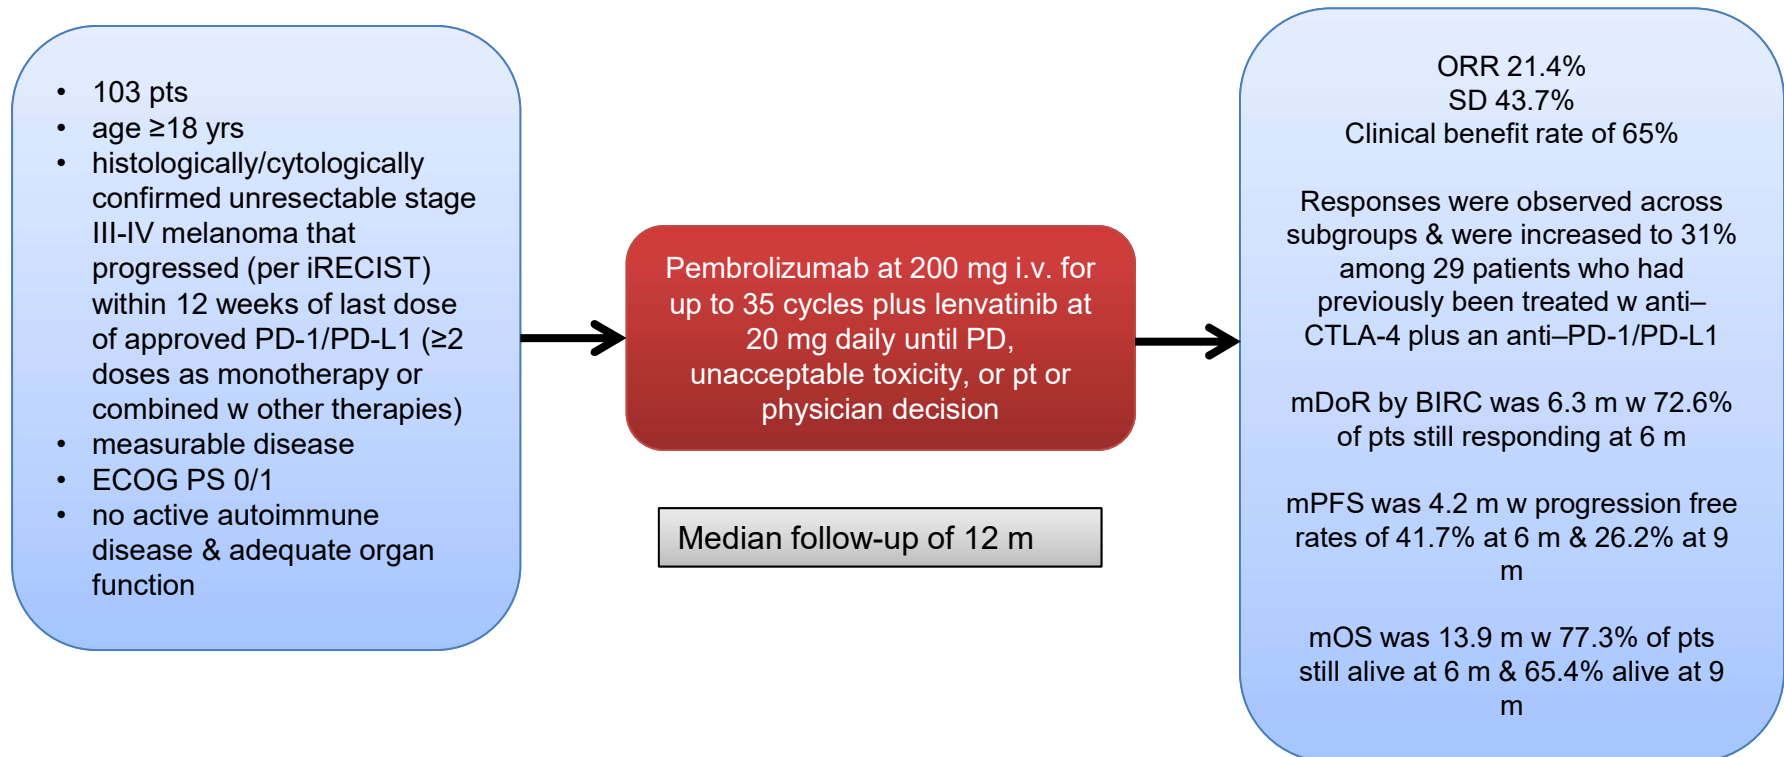 • 103 pts
• age ≥18 yrs
• histologically/cytologically
confirmed unresectable stage
III-IV melanoma that
progressed (per iRECIST)
within 12 weeks of last dose
of approved PD-1/PD-L1 (≥2
doses as monotherapy or
combined w other therapies)
• measurable disease
• ECOG PS 0/1
• no active autoimmune
disease & adequate organ
function
Pembrolizumab at 200 mg i.v. for
up to 35 cycles plus lenvatinib at
20 mg daily until PD,
unacceptable toxicity, or pt or
physician decision
Median follow-up of 12 m
ORR 21.4%
SD 43.7%
Clinical benefit rate of 65%
Responses were observed across
subgroups & were increased to 31%
among 29 patients who had
previously been treated w anti–
CTLA-4 plus an anti–PD-1/PD-L1
mDoR by BIRC was 6.3 m w 72.6%
of pts still responding at 6 m
mPFS was 4.2 m w progression free
rates of 41.7% at 6 m & 26.2% at 9
m
mOS was 13.9 m w 77.3% of pts
still alive at 6 m & 65.4% alive at 9
m